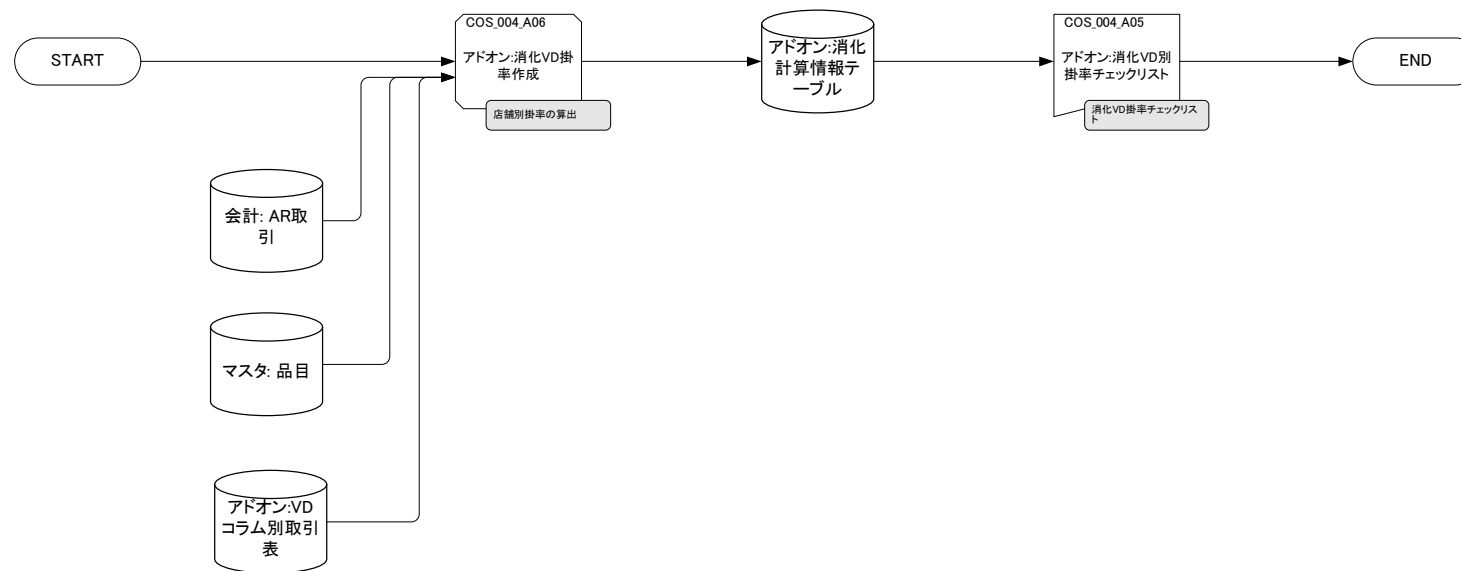 START
COS_004_A06
アドオン:消化VD掛
率作成
店舗別掛率の算出
アドオン:消化
計算情報テ
ーブル
COS_004_A05
アドオン:消化VD別
掛率チェックリスト
消化VD掛率チェックリス
ト
END
会計: AR取
引
マスタ: 品目
アドオン:VD
コラム別取引
表